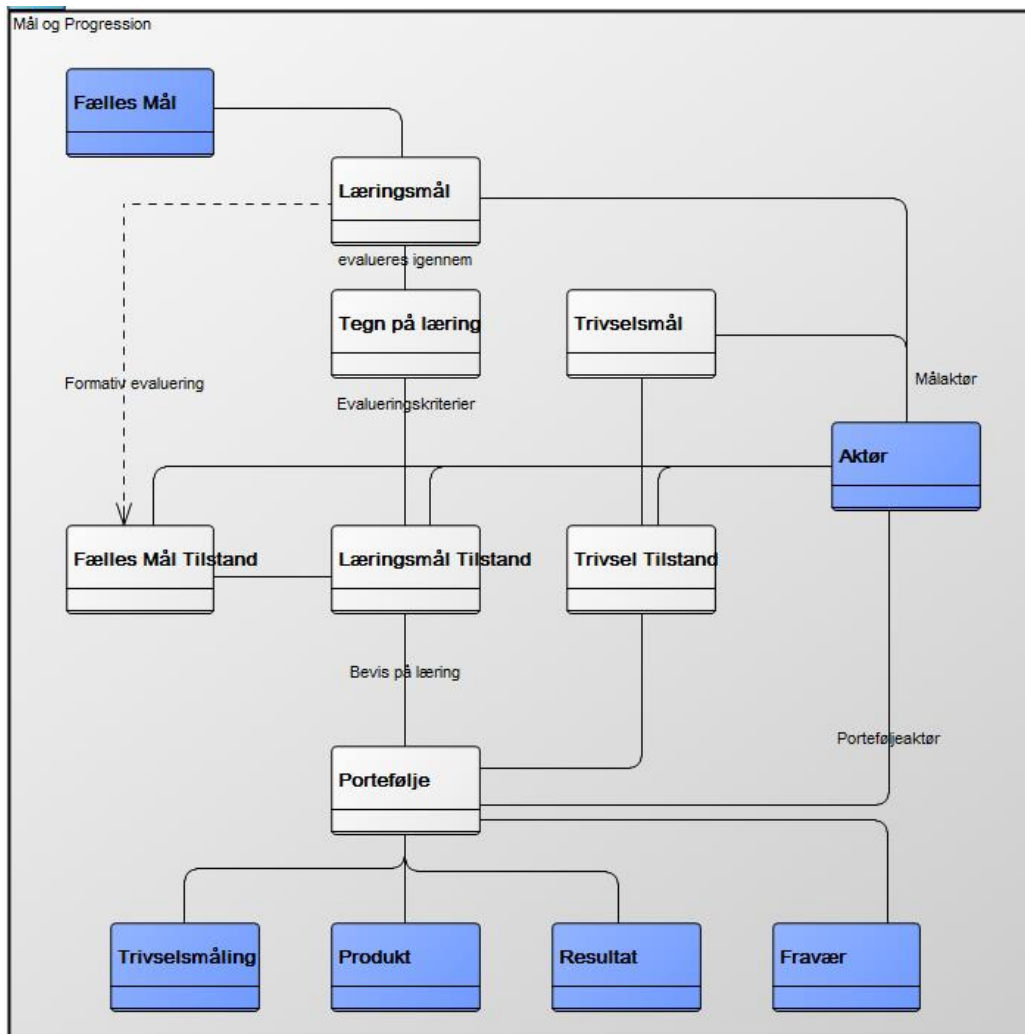 Mål og Progression
Fælles Mål
Læringsmål
evalueres igennem
Tegn på læring
Trivselsmål
Formativ evaluering
Evalueringskriterier
Målaktør
Aktør
Fælles Mål Tilstand
Læringsmål Tilstand
Trivsel Tilstand
Bevis på læring
Porteføljeaktør
Portefølje
Trivselsmåling
Produkt
Resultat
Fravær